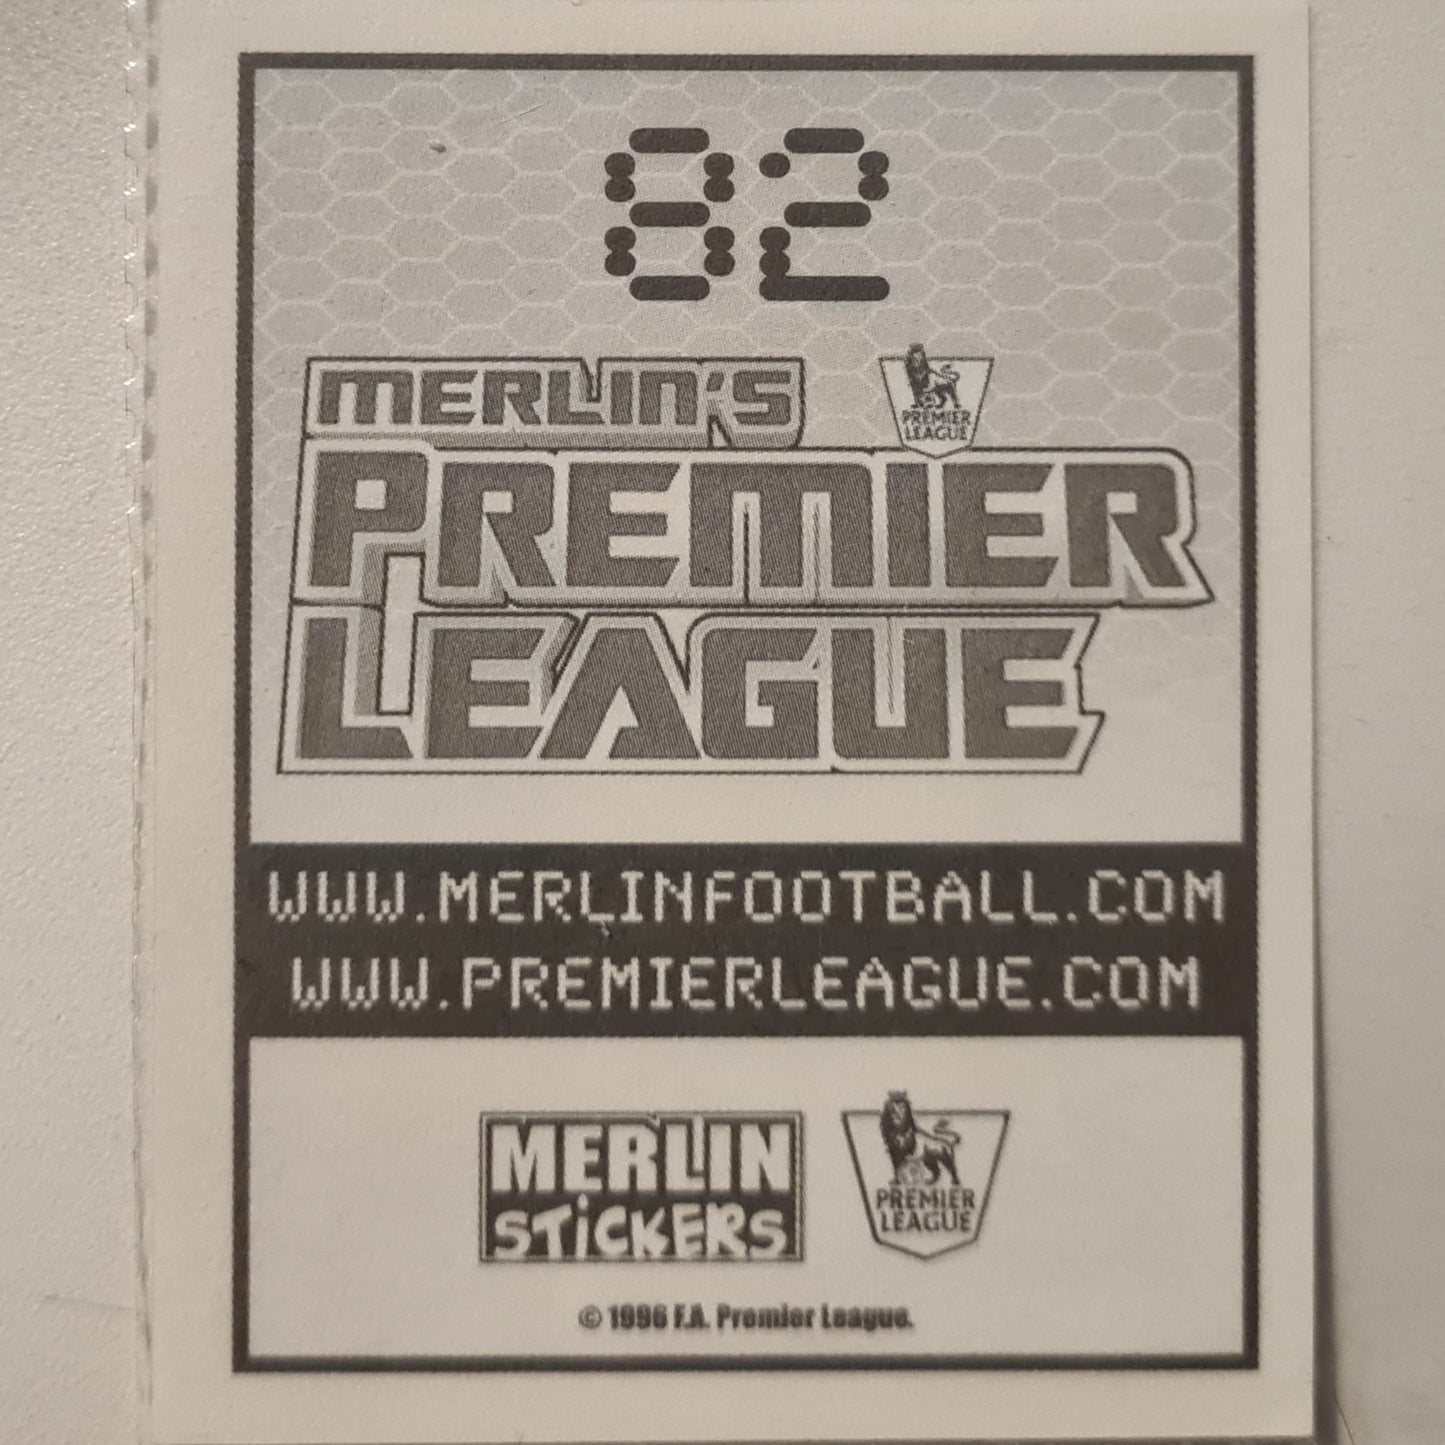 82
MERLIN'S
PREMIER LEAGUE
PREMIER
LEAGUE
WWW.MERLINFOOTBALL.COM
WWW.PREMIERLEAGUE.COM
MERLIN
STiCKERS
PREMIER
LEAGUE
© 1996 F.A. Premier League.